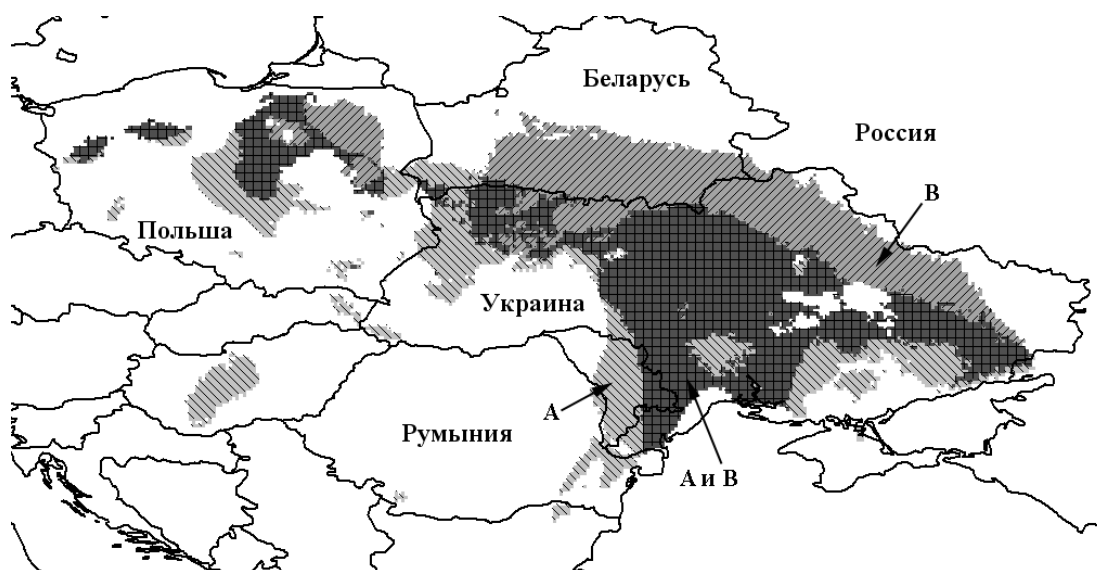 Беларусь
Россия
B
Польша
Украина
A
Румыния
A и B